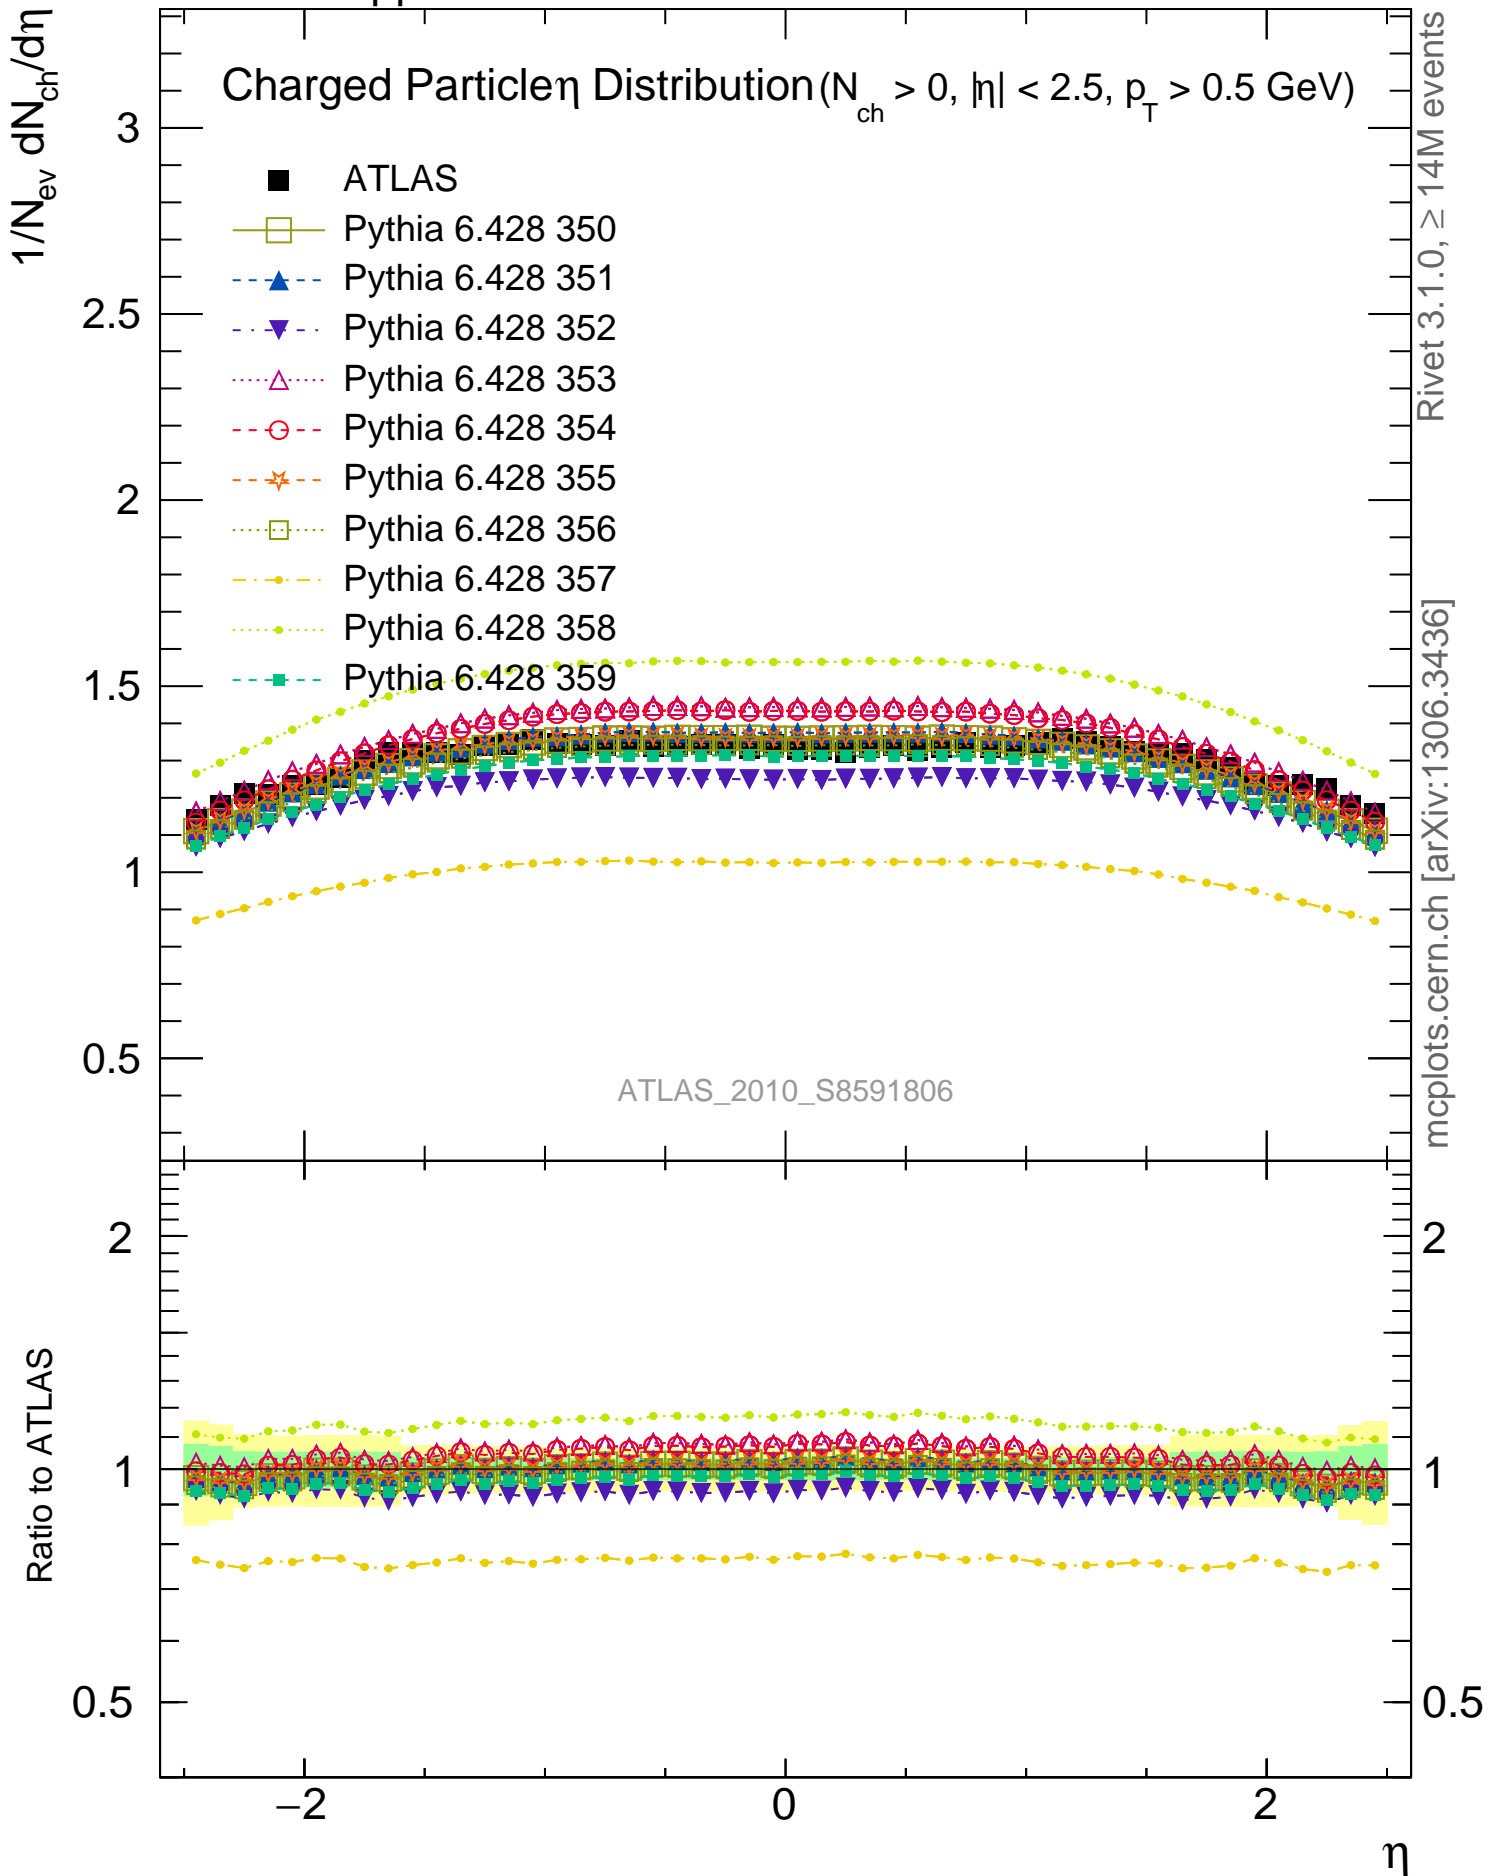 pp
1/N_ev dN_ch/dη
Charged Particleη Distribution (N_ch > 0, |η| < 2.5, p_T > 0.5 GeV)
ATLAS
Pythia 6.428 350
Pythia 6.428 351
Pythia 6.428 352
Pythia 6.428 353
Pythia 6.428 354
Pythia 6.428 355
Pythia 6.428 356
Pythia 6.428 357
Pythia 6.428 358
Pythia 6.428 359
3
2.5
2
1.5
1
0.5
ATLAS_2010_S8591806
Rivet 3.1.0, ≥ 14M events
mcplots.cern.ch [arXiv:1306.3436]
Ratio to ATLAS
2
1
0.5
2
1
0.5
−2
0
2
η